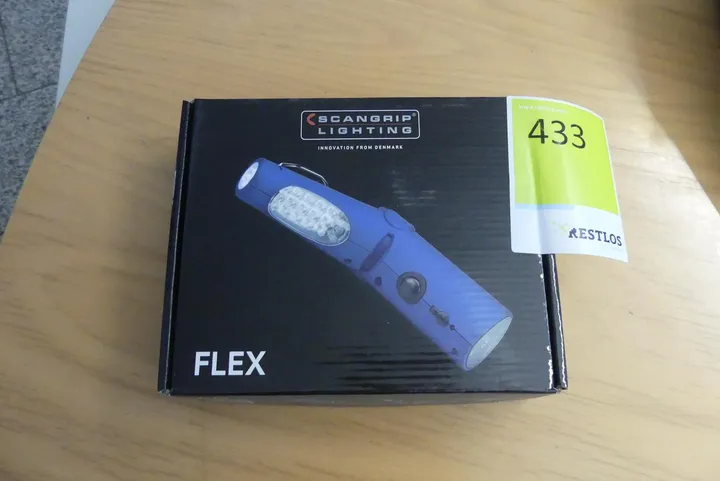 SCANGRIP®
LIGHTING
INNOVATION FROM DENMARK
433
RESTLOS
FLEX